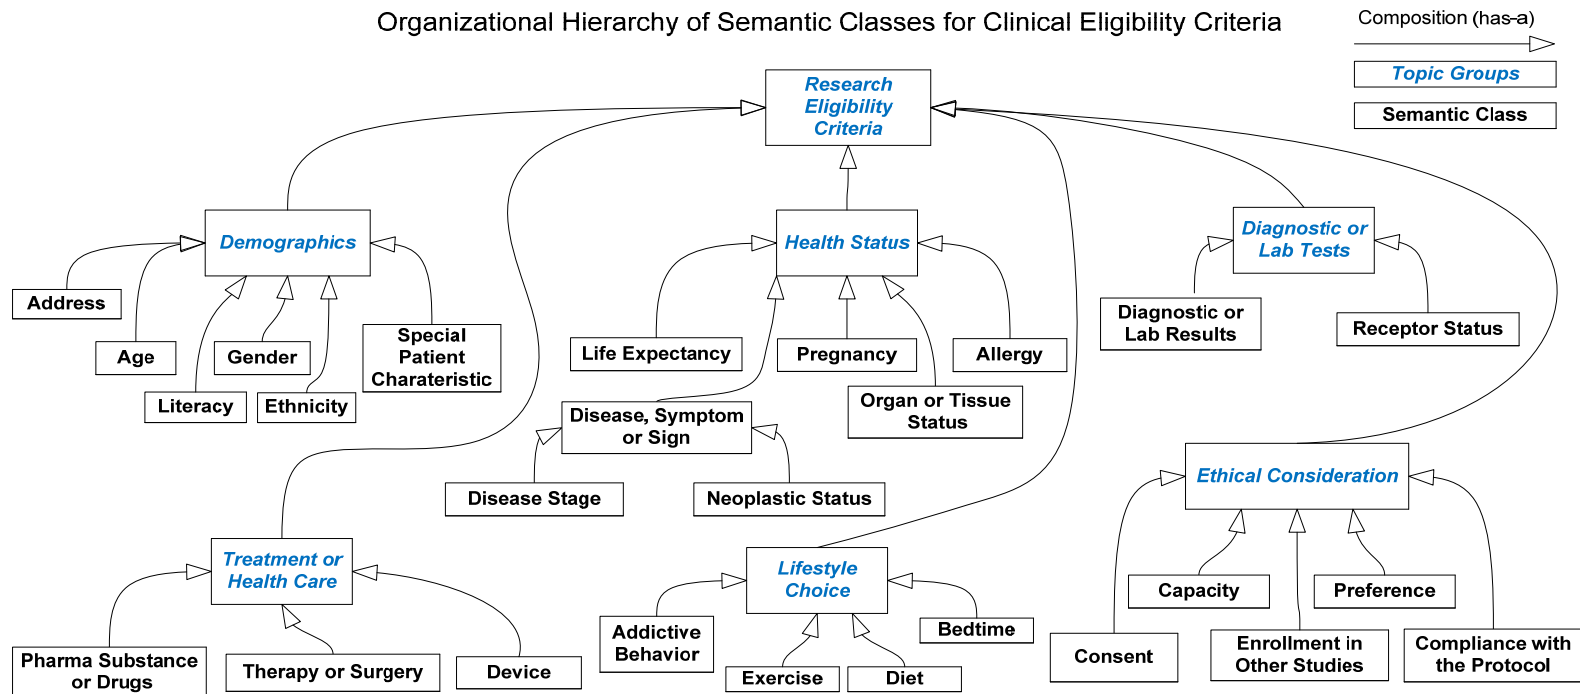 Organizational Hierarchy of Semantic Classes for Clinical Eligibility Criteria
Composition (has-a)
Topic Groups
Semantic Class
Research
Eligibility
Criteria
Demographics
Health Status
Diagnostic or
Lab Tests
Address
Age
Literacy
Gender
Ethnicity
Special
Patient
Charateristic
Life Expectancy
Pregnancy
Allergy
Disease, Symptom
or Sign
Organ or Tissue
Status
Disease Stage
Neoplastic Status
Diagnostic or
Lab Results
Receptor Status
Treatment or
Health Care
Lifestyle
Choice
Ethical Consideration
Pharma Substance
or Drugs
Therapy or Surgery
Device
Addictive
Behavior
Exercise
Diet
Bedtime
Consent
Capacity
Enrollment in
Other Studies
Preference
Compliance with
the Protocol